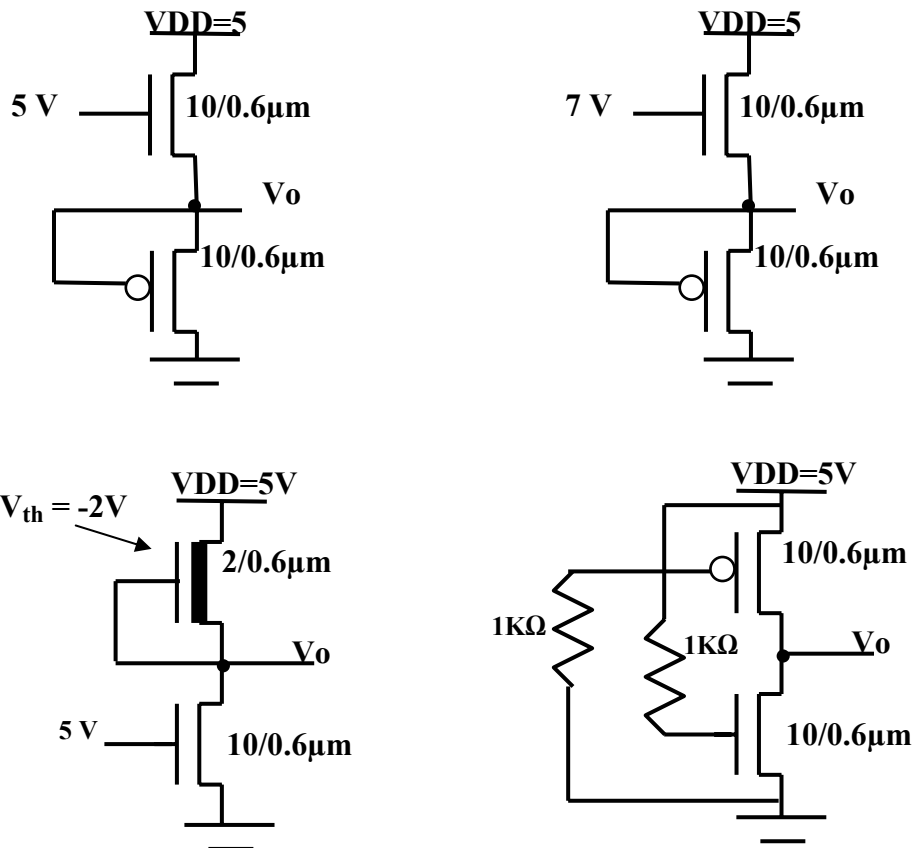 VDD=5
5 V
10/0.6µm
Vo
10/0.6µm
VDD=5
7 V
10/0.6µm
Vo
10/0.6µm
VDD=5V
Vth = -2V
2/0.6µm
Vo
5 V
10/0.6µm
VDD=5V
10/0.6µm
1KΩ
1KΩ
Vo
10/0.6µm